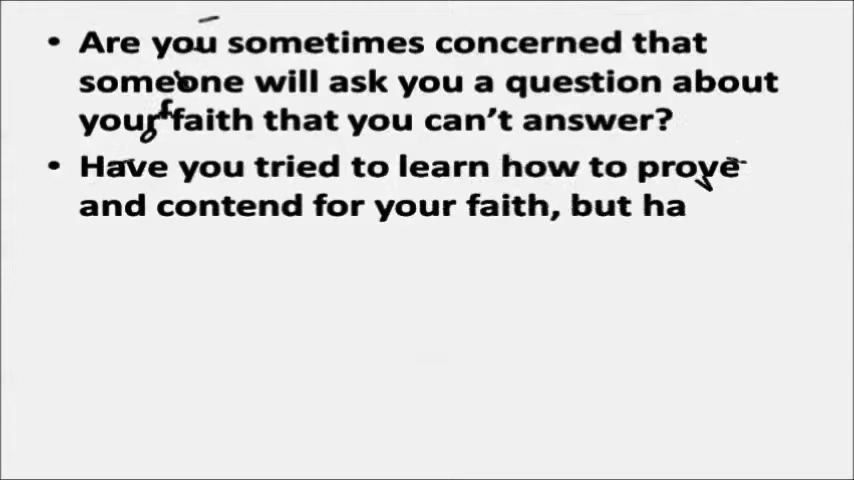 • Are you sometimes concerned that
someone will ask you a question about
your faith that you can't answer?
• Have you tried to learn how to prove
and contend for your faith, but ha